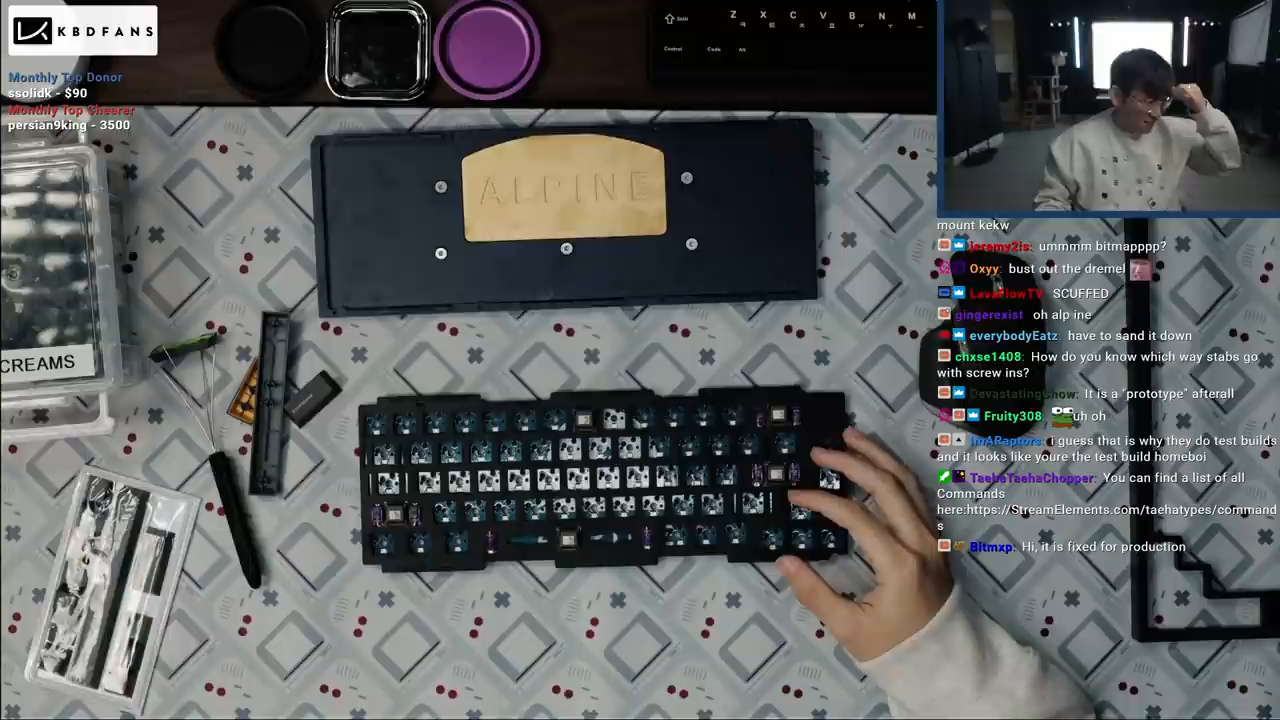 KBDFANS
Monthly Top Donor
ssolidk - $90
Monthly Top Cheerer
persian9king - 3500
Shift
Z X C V B N M
Control
Alt
ALPINE
CREAMS
mount kekw
jeremy2is: ummmm bitmapppp?
Oxyy: bust out the dremel
LavaflowTV SCUFFED
gingerexist oh alp ine
everybodyEatz: have to sand it down
chxse1408: How do you know which way stabs go
with screw ins?
It is a "prototype" afterall
Fruity308: uh oh
ImARaptors: i guess that is why they do test builds
and it looks like youre the test build homeboi
TaehaTaehaChopper: You can find a list of all
Commands
here:https://StreamElements.com/taehatypes/command
s
Bitmxp: Hi, it is fixed for production